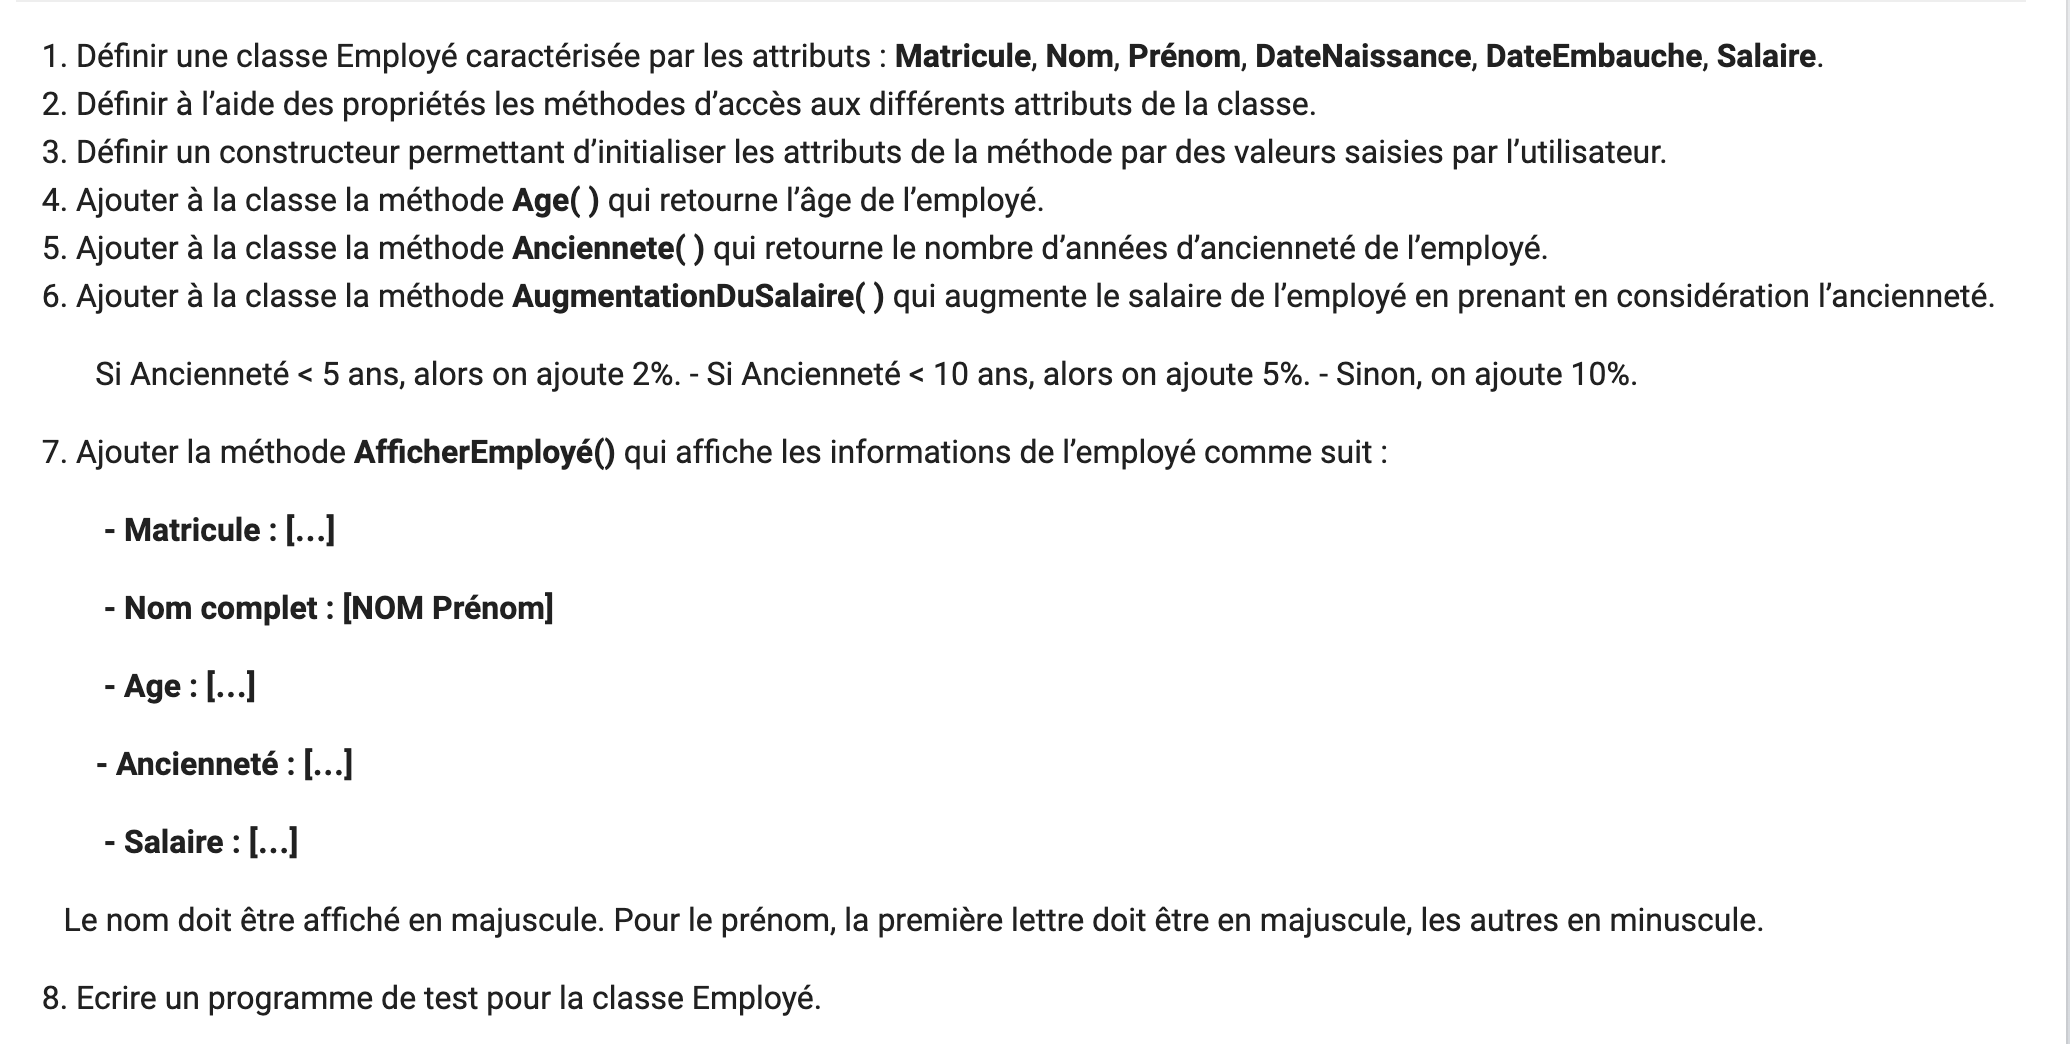 1. Définir une classe Employé caractérisée par les attributs : Matricule, Nom, Prénom, DateNaissance, DateEmbauche, Salaire.
2. Définir à l’aide des propriétés les méthodes d’accès aux différents attributs de la classe.
3. Définir un constructeur permettant d’initialiser les attributs de la méthode par des valeurs saisies par l’utilisateur.
4. Ajouter à la classe la méthode Age( ) qui retourne l’âge de l’employé.
5. Ajouter à la classe la méthode Anciennete( ) qui retourne le nombre d’années d’ancienneté de l’employé.
6. Ajouter à la classe la méthode AugmentationDuSalaire( ) qui augmente le salaire de l’employé en prenant en considération l’ancienneté.
Si Ancienneté < 5 ans, alors on ajoute 2%. - Si Ancienneté < 10 ans, alors on ajoute 5%. - Sinon, on ajoute 10%.
7. Ajouter la méthode AfficherEmployé() qui affiche les informations de l’employé comme suit :
- Matricule : [...]
- Nom complet : [NOM Prénom]
- Age : [...]
- Ancienneté : [...]
- Salaire : [...]
Le nom doit être affiché en majuscule. Pour le prénom, la première lettre doit être en majuscule, les autres en minuscule.
8. Ecrire un programme de test pour la classe Employé.